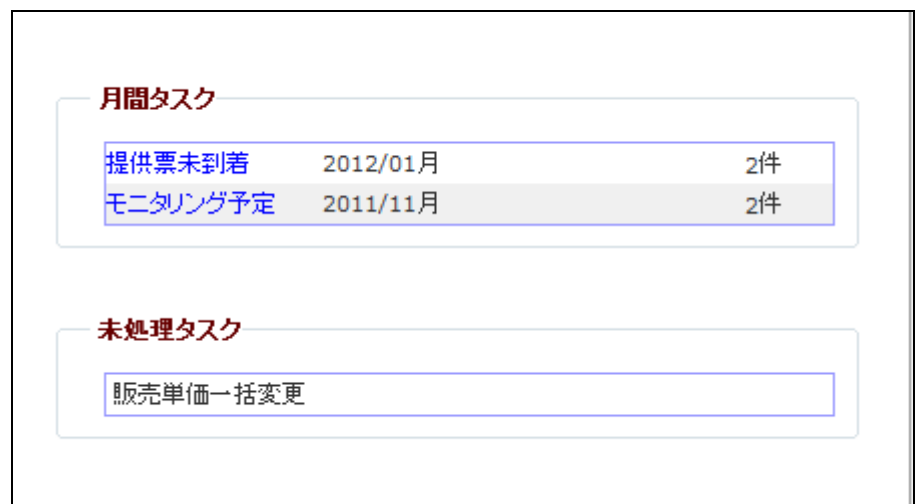 月間タスク
提供票未到着 2012/01月 2件
モニタリング予定 2011/11月 2件
未処理タスク
販売単価一括変更